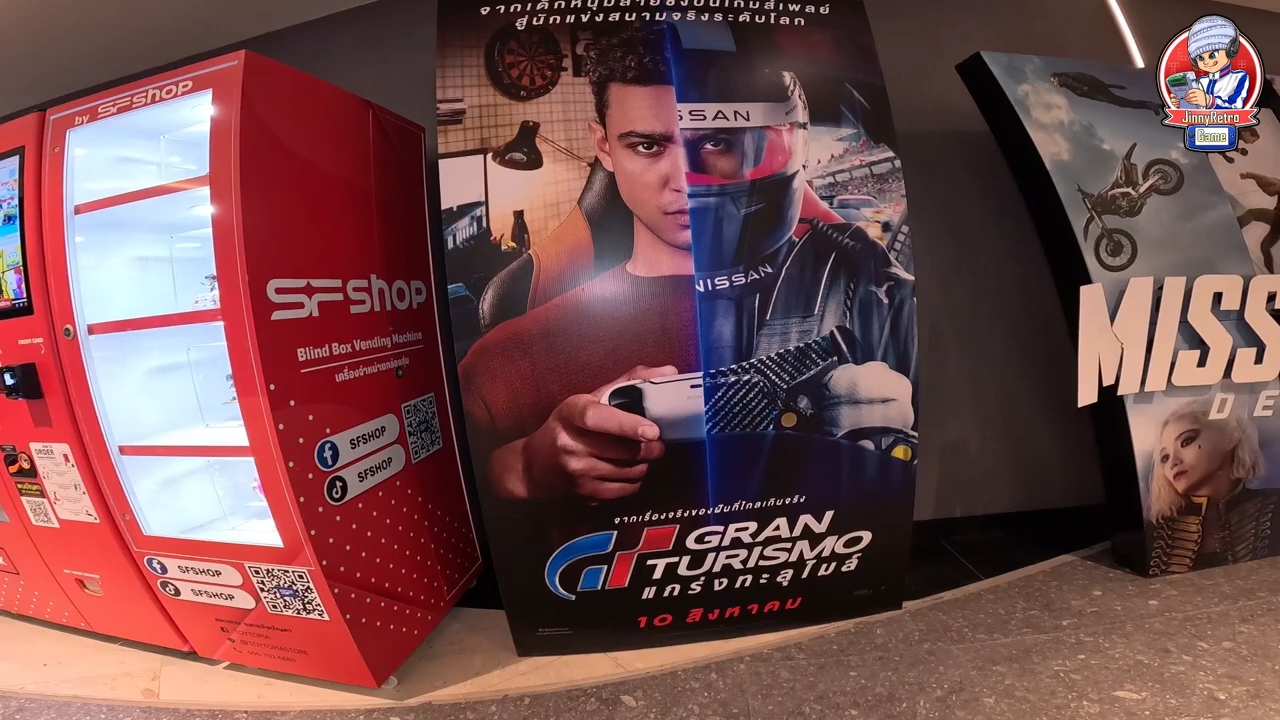 by SFshop
SFshop
Blind Box Vending Machine
เครื่องจำหน่ายกล่องสุ่ม
SFSHOP
SFSHOP
CREDIT CARD
ORDER
SFSHOP
SFSHOP
TOYTOPIA
จากเด็กหนุ่มสายซิ่งบนเกมส์เพลย์
สู่นักแข่งสนามจริงระดับโลก
NISSAN
จากเรื่องจริงของฝันที่ไกลเกินจริง
GT GRAN
TURISMO
แกร่งทะลุไมล์
10 สิงหาคม
MISS
DE
JinnyRetro
Game